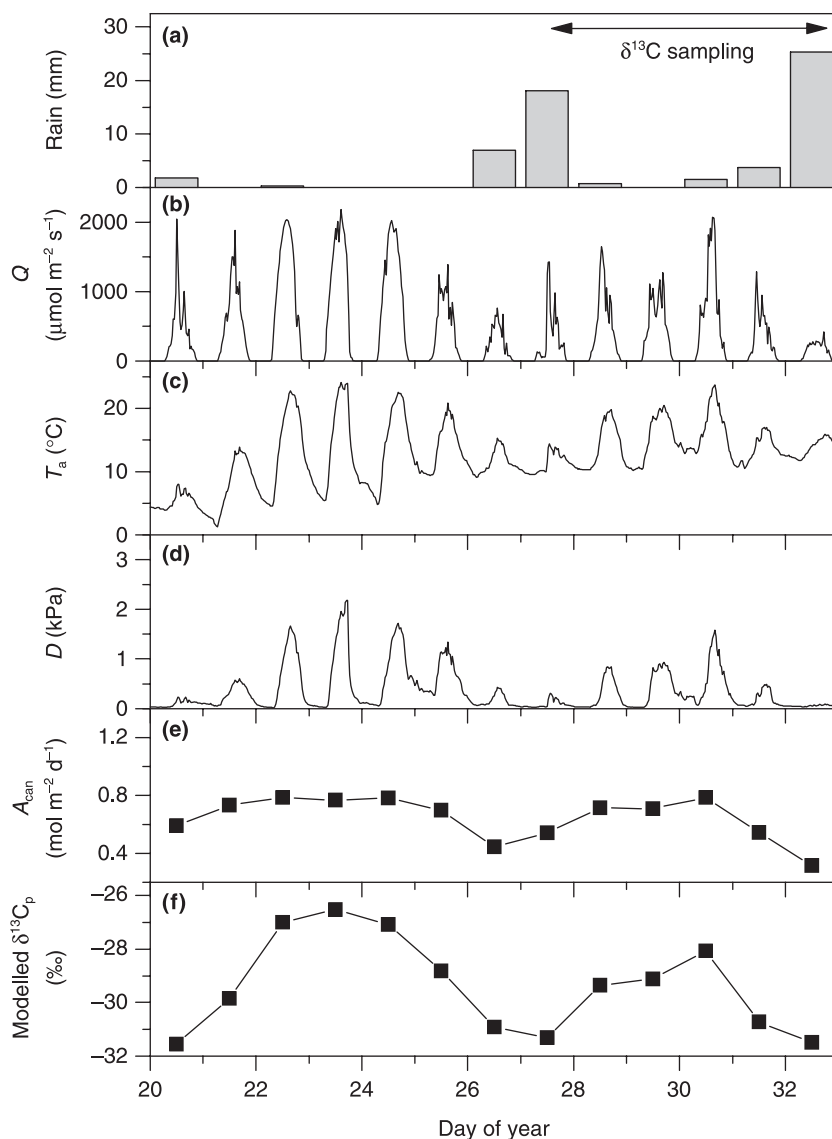 (a)
δ¹³C sampling
Rain (mm)
30
20
10
0
(b)
Q
(µmol m⁻² s⁻¹)
2000
1000
0
(c)
Tₐ (°C)
20
10
0
(d)
D (kPa)
3
2
1
0
(e)
A_can
(mol m⁻² d⁻¹)
1.2
0.8
0.4
(f)
Modelled δ¹³Cₚ
(‰)
−26
−28
−30
−32
20 22 24 26 28 30 32
Day of year